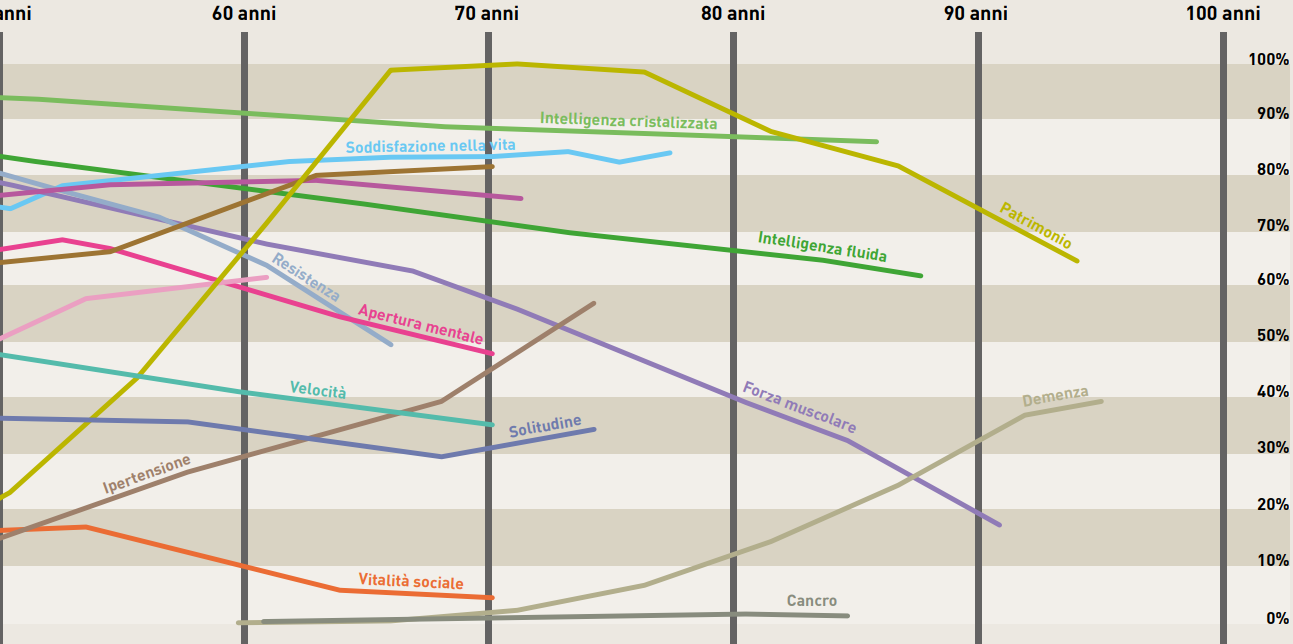 anni
60 anni
70 anni
80 anni
90 anni
100 anni
100%
90%
Intelligenza cristalizzata
Soddisfazione nella vita
80%
Patrimonio
70%
Intelligenza fluida
Resistenza
60%
Apertura mentale
50%
Velocità
Forza muscolare
Demenza
40%
Solitudine
30%
Ipertensione
20%
10%
Vitalità sociale
Cancro
0%